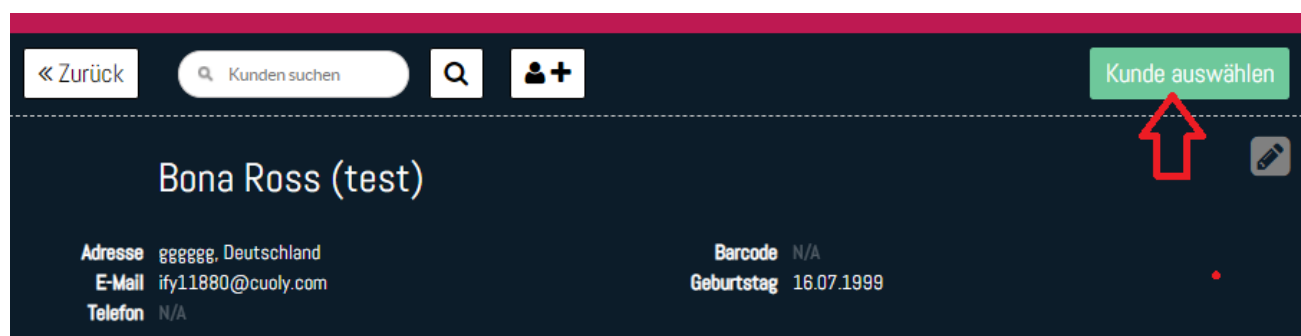 « Zurück
Kunden suchen
Kunde auswählen
Bona Ross (test)
Adresse gggggg, Deutschland
Barcode N/A
E-Mail ify11880@cuoly.com
Geburtstag 16.07.1999
Telefon N/A